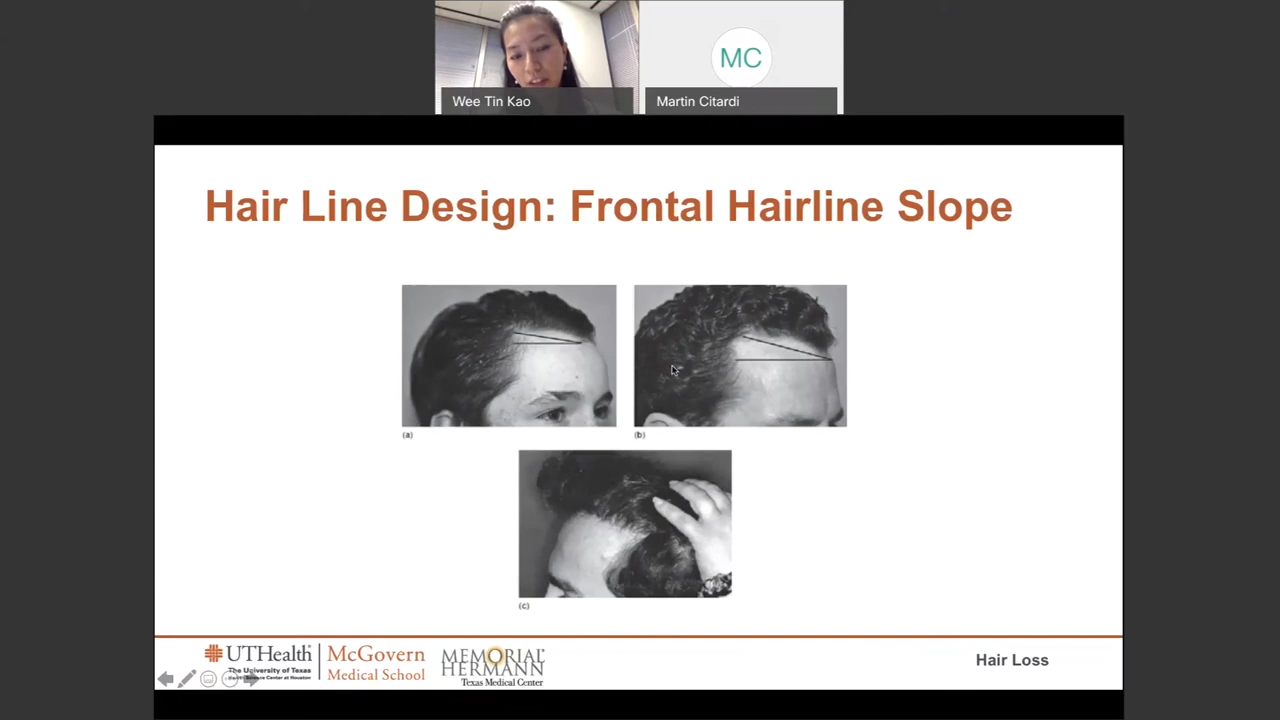 MC
Wee Tin Kao
Martin Citardi
Hair Line Design: Frontal Hairline Slope
(a)
(b)
(c)
UTHealth
The University of Texas
Health Science Center at Houston
McGovern
Medical School
MEMORIAL
HERMANN
Texas Medical Center
Hair Loss